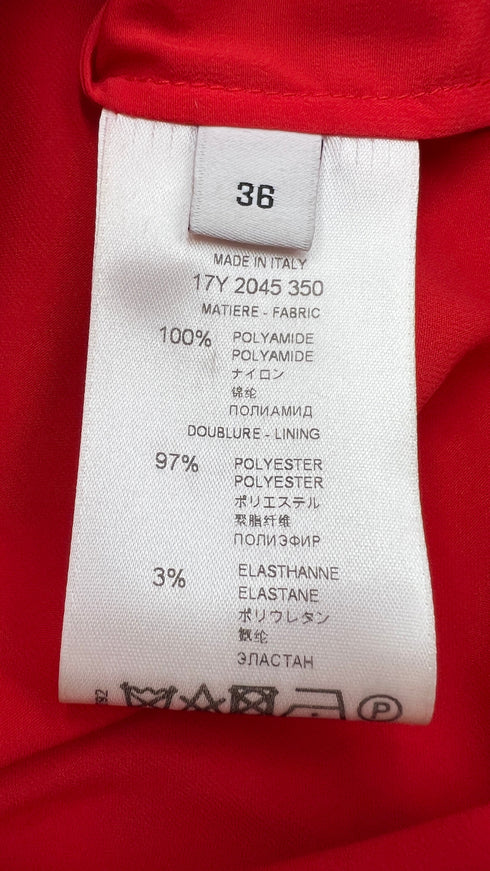 36
MADE IN ITALY
17Y 2045 350
MATIERE - FABRIC
100% POLYAMIDE
POLYAMIDE
ナイロン
锦纶
ПОЛИАМИД
DOUBLURE - LINING
97% POLYESTER
POLYESTER
ポリエステル
聚脂纤维
ПОЛИЭФИР
3% ELASTHANNE
ELASTANE
ポリウレタン
氨纶
ЭЛАСТАН
P